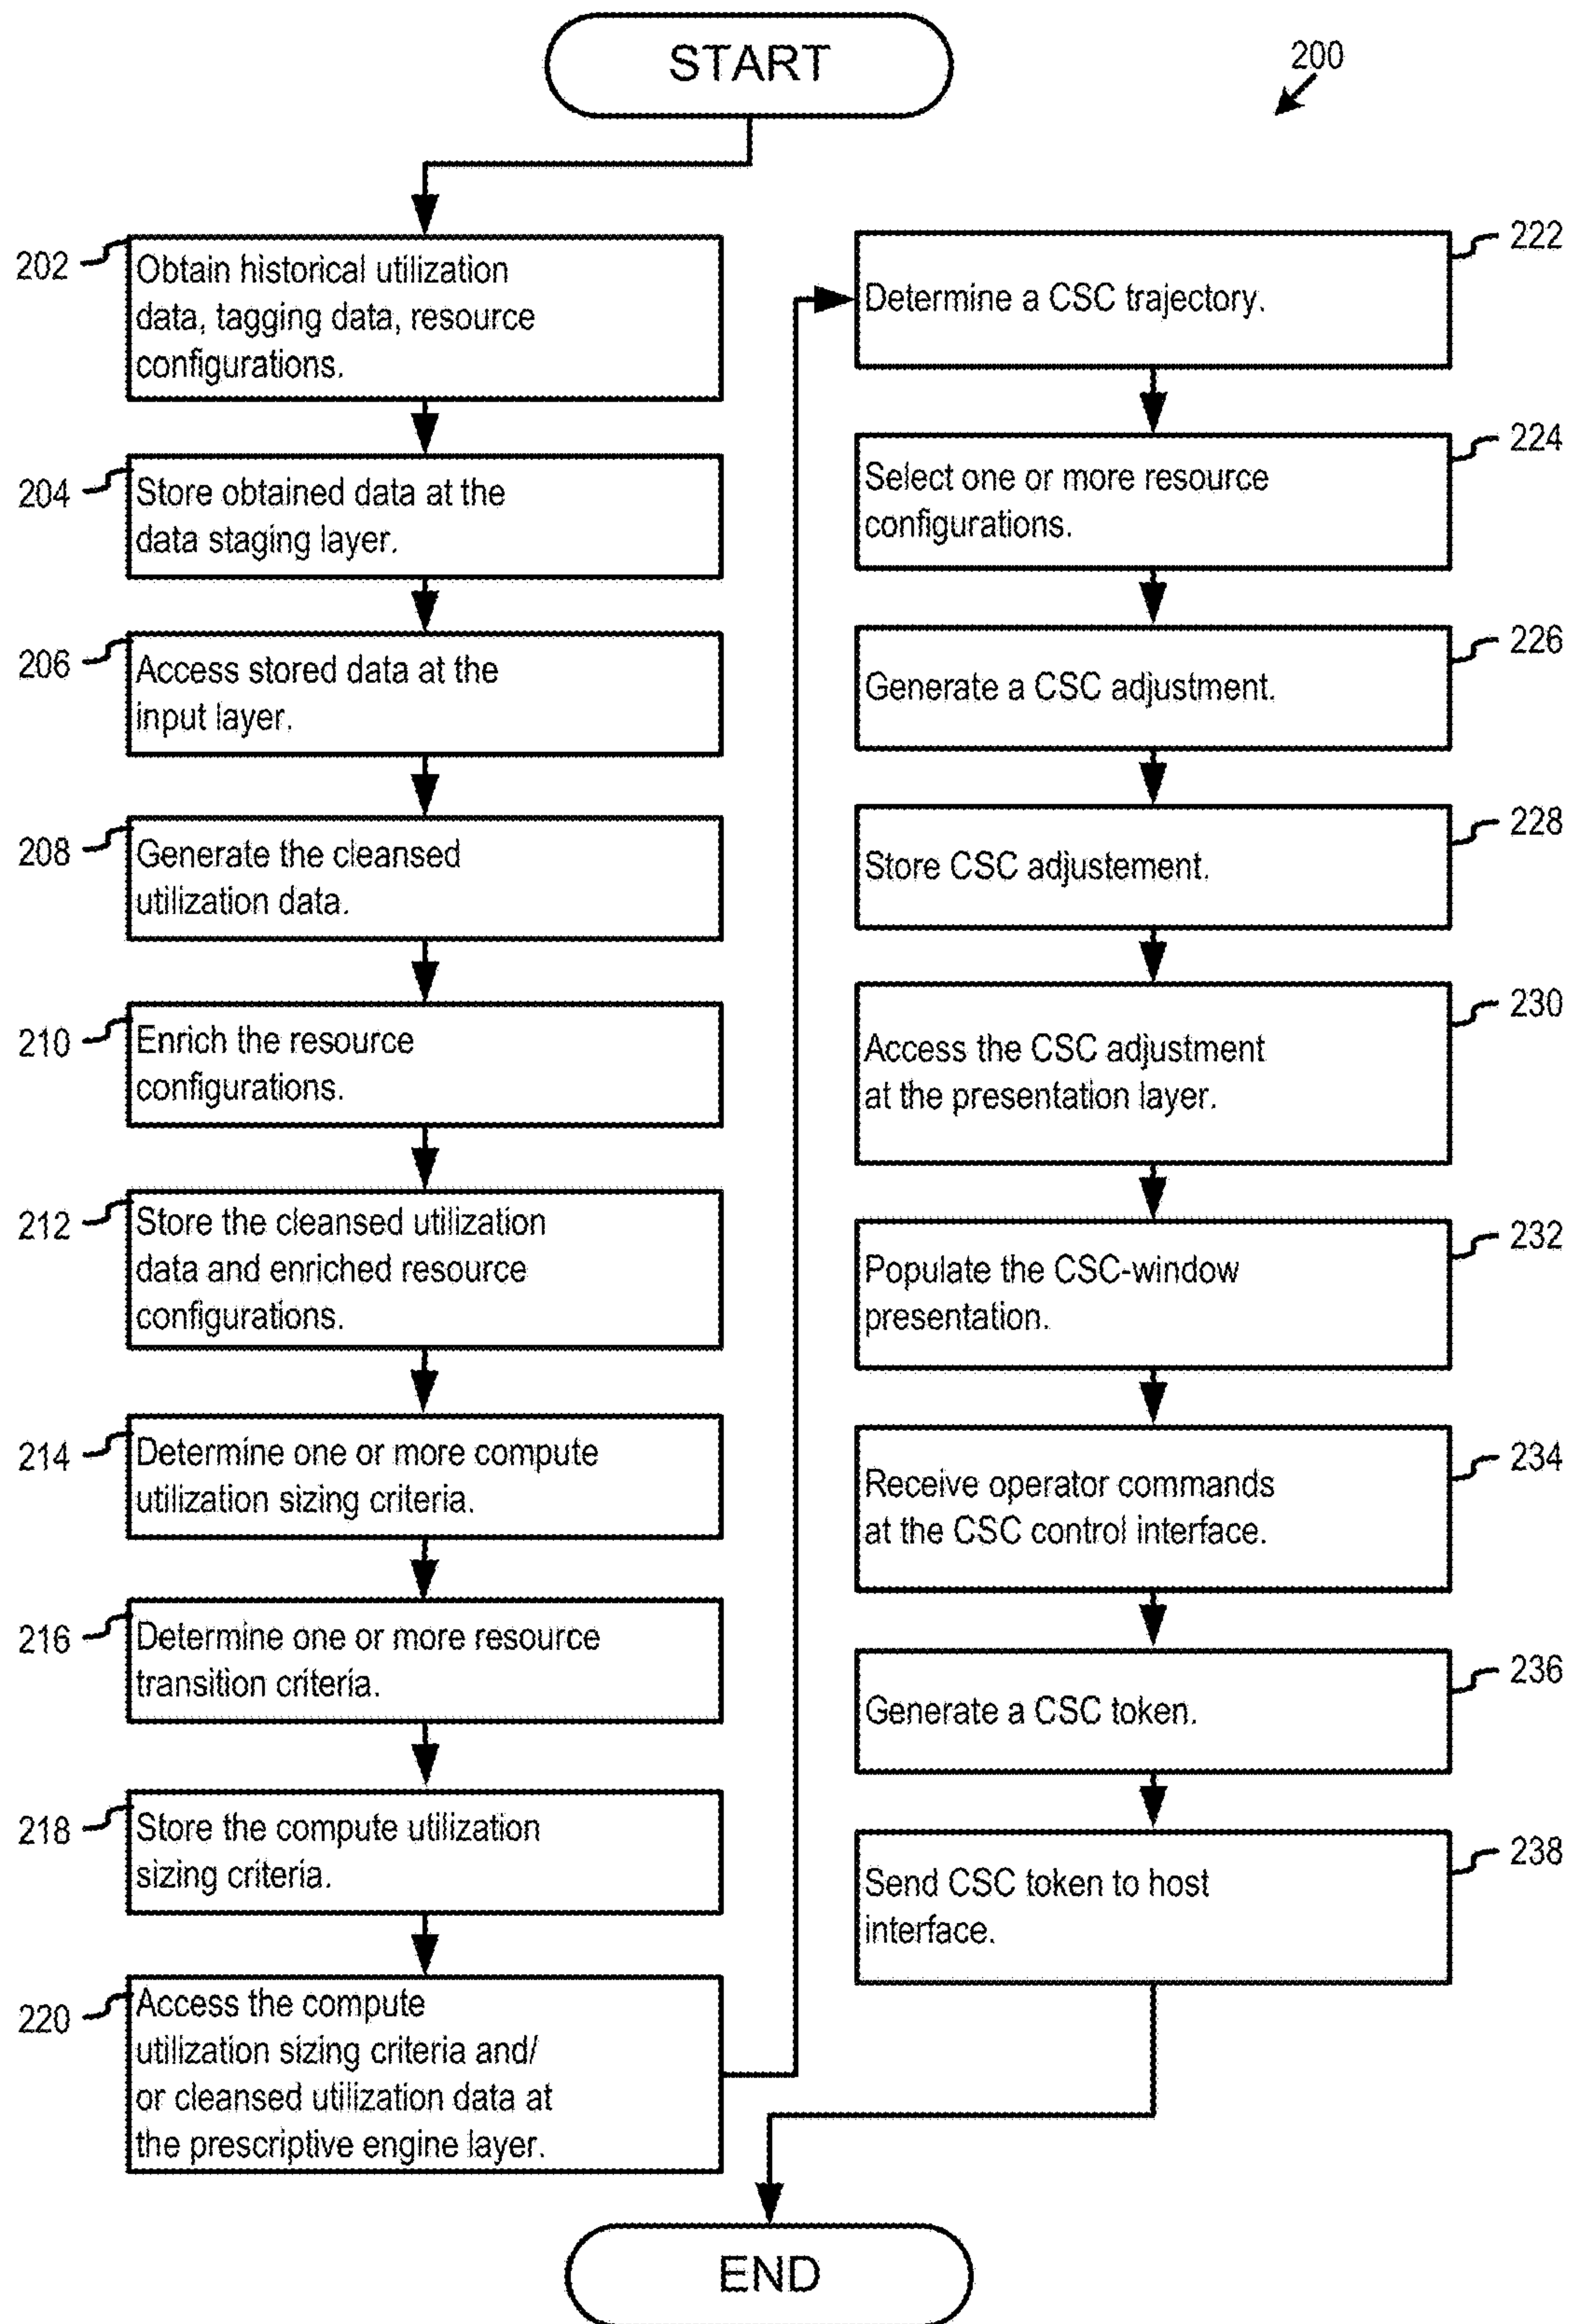 START
200
202
Obtain historical utilization
data, tagging data, resource
configurations.
204
Store obtained data at the
data staging layer.
206
Access stored data at the
input layer.
208
Generate the cleansed
utilization data.
210
Enrich the resource
configurations.
212
Store the cleansed utilization
data and enriched resource
configurations.
214
Determine one or more compute
utilization sizing criteria.
216
Determine one or more resource
transition criteria.
218
Store the compute utilization
sizing criteria.
220
Access the compute
utilization sizing criteria and/
or cleansed utilization data at
the prescriptive engine layer.
222
Determine a CSC trajectory.
224
Select one or more resource
configurations.
226
Generate a CSC adjustment.
228
Store CSC adjustement.
230
Access the CSC adjustment
at the presentation layer.
232
Populate the CSC-window
presentation.
234
Receive operator commands
at the CSC control interface.
236
Generate a CSC token.
238
Send CSC token to host
interface.
END